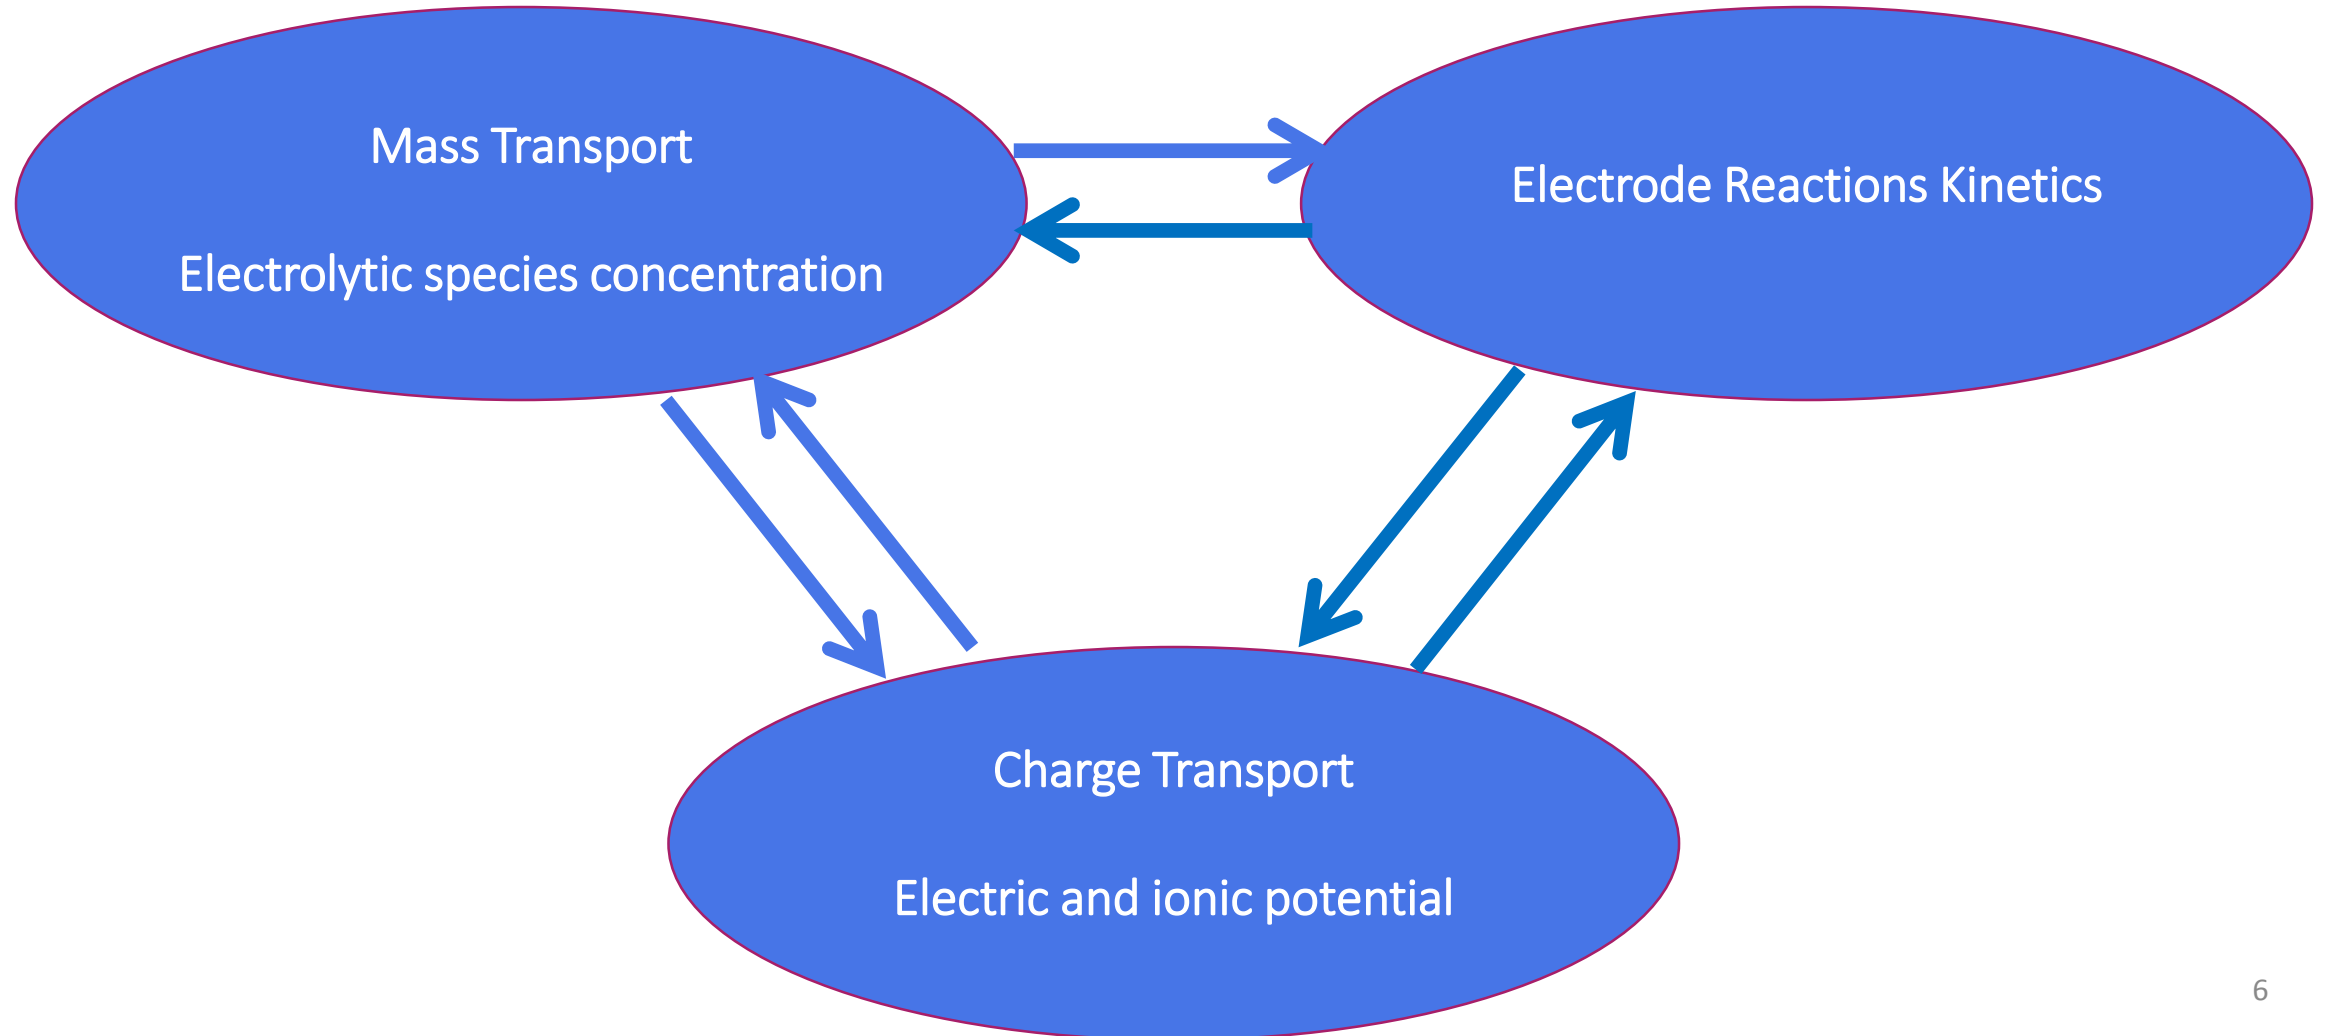 Mass Transport
Electrolytic species concentration
Electrode Reactions Kinetics
Charge Transport
Electric and ionic potential
6